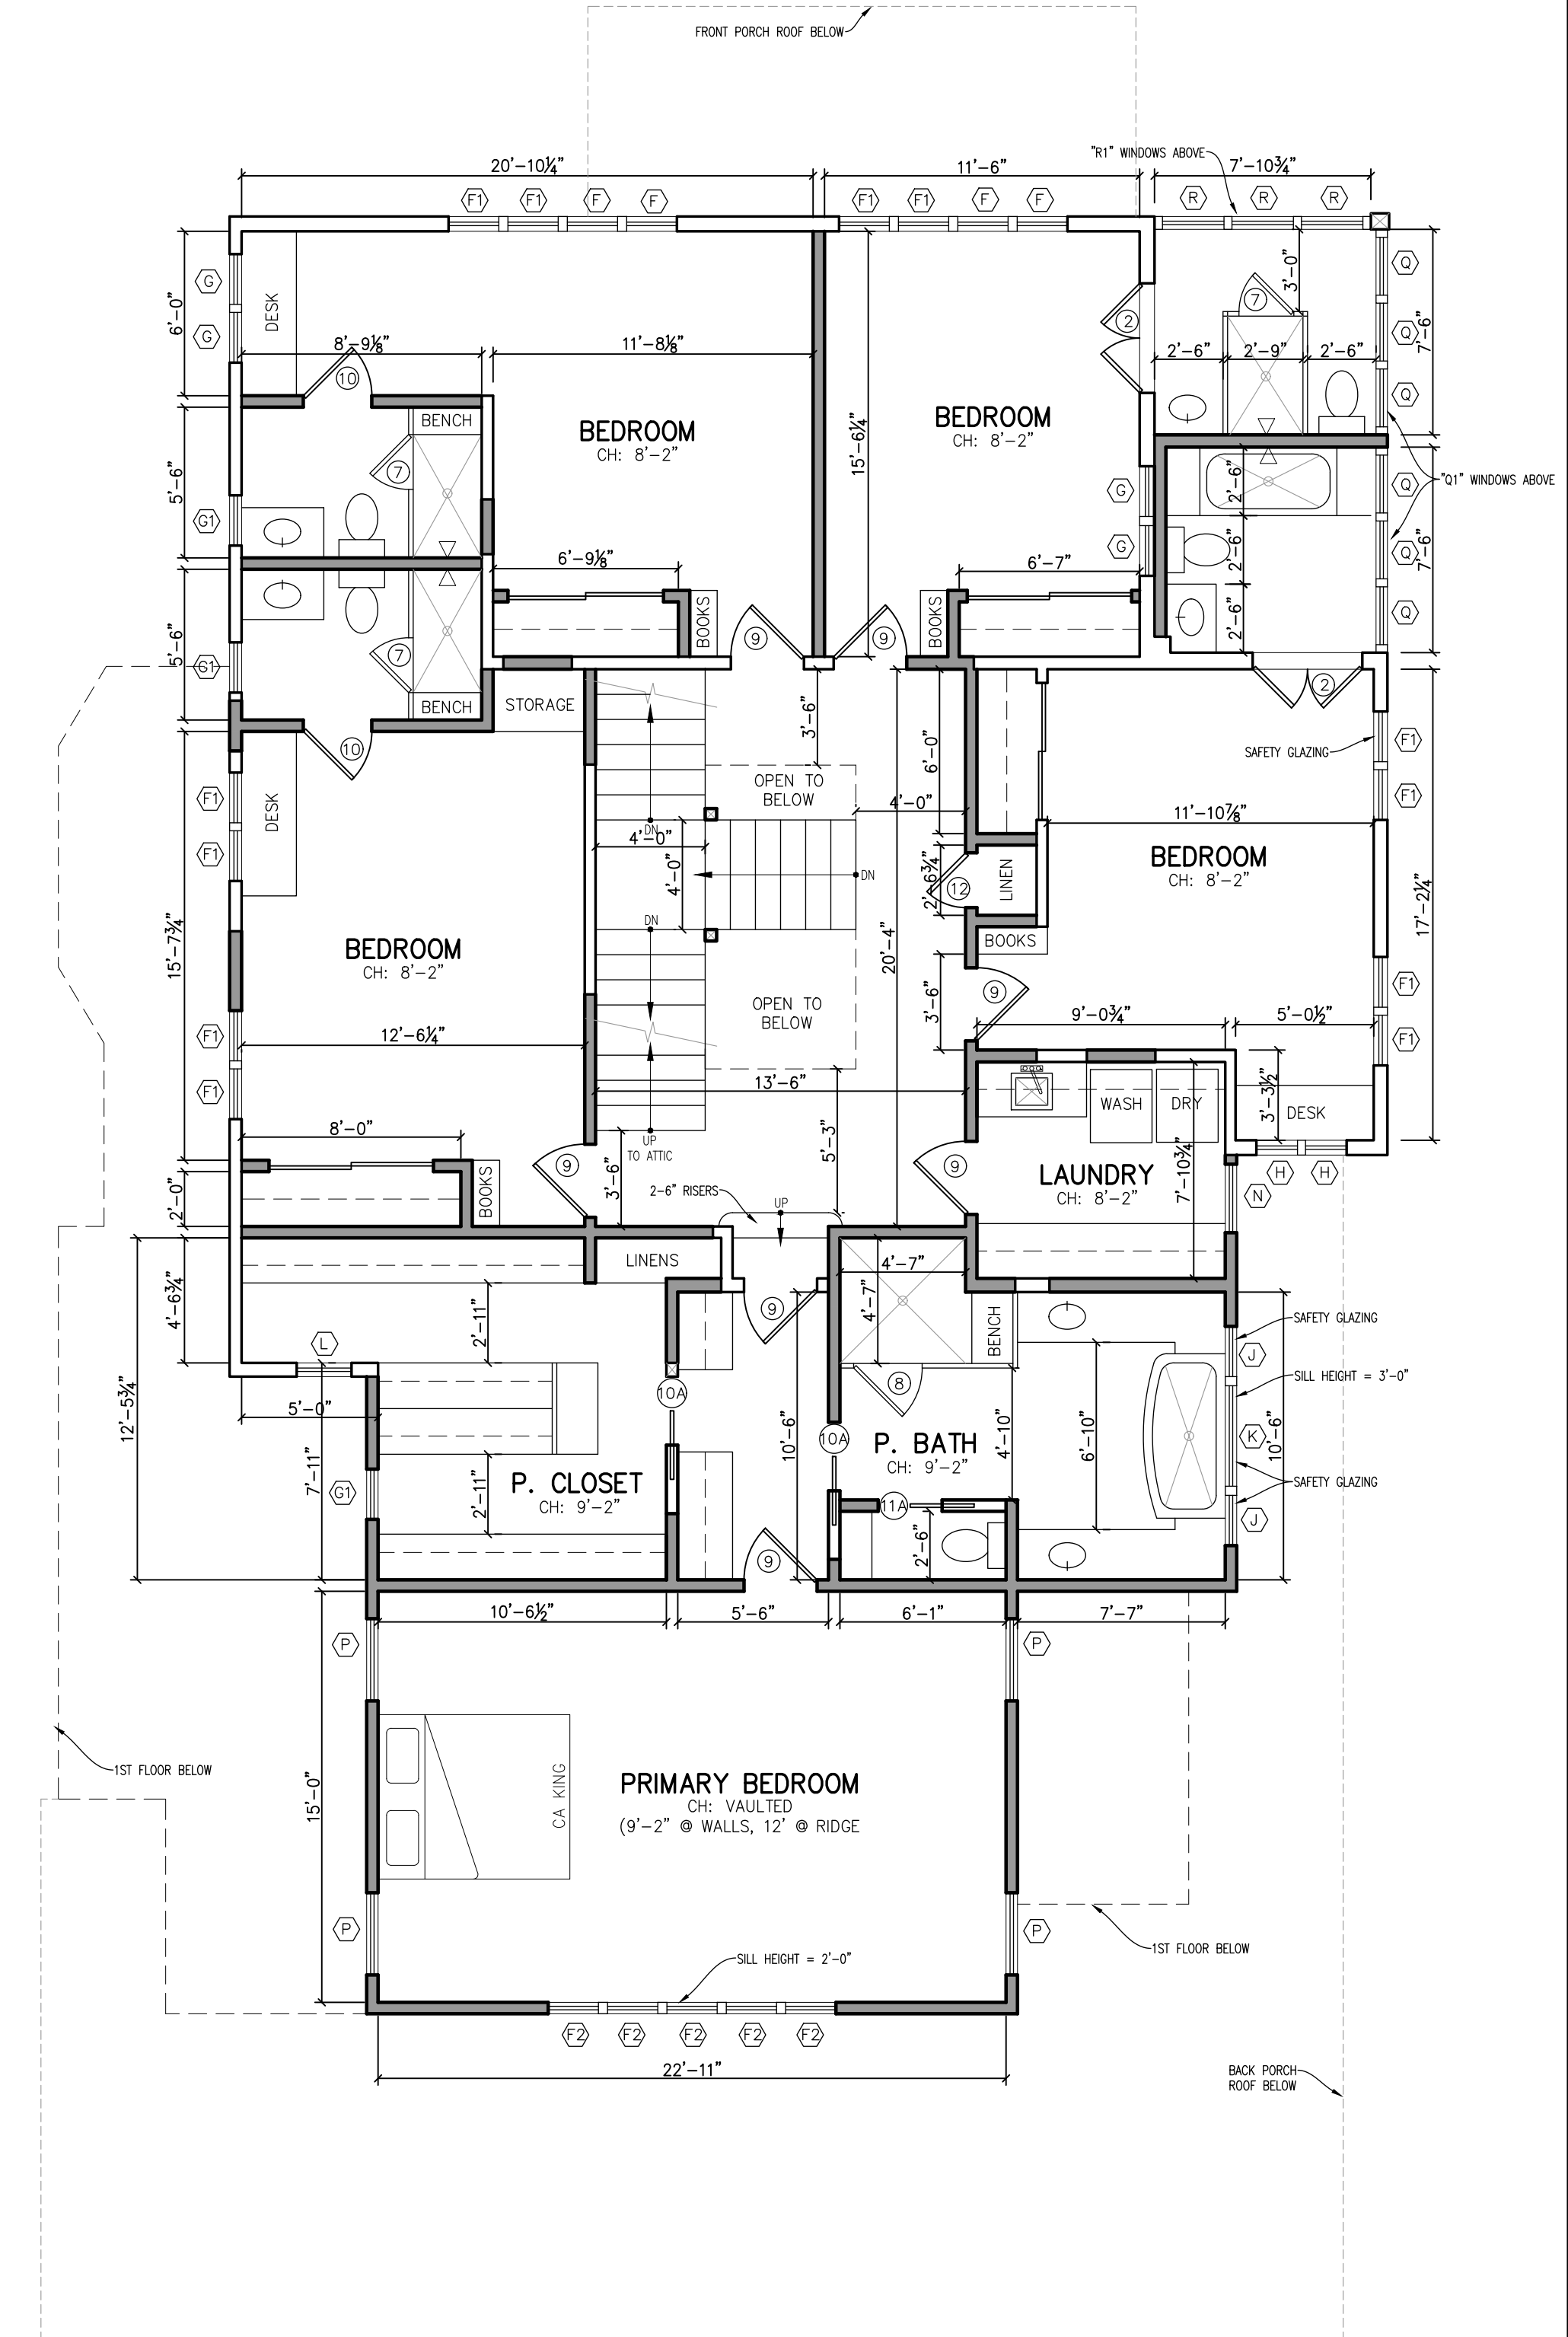 FRONT PORCH ROOF BELOW
"R1" WINDOWS ABOVE
20'-10¼"
11'-6"
7'-10¾"
F1
F1
F
F
F1
F1
F
F
R
R
R
G
G
6'-0"
DESK
8'-9⅛"
11'-8⅛"
10
BENCH
7
BEDROOM
CH: 8'-2"
15'-6¼"
BEDROOM
CH: 8'-2"
2
3'-0"
7
2'-6"
2'-9"
2'-6"
Q
Q
Q
7'-6"
"Q1" WINDOWS ABOVE
5'-6"
G1
6'-9⅛"
BOOKS
9
9
BOOKS
6'-7"
G
G
2'-6"
2'-6"
2'-6"
Q
Q
Q
7'-6"
5'-6"
G1
7
BENCH
STORAGE
10
3'-6"
6'-0"
2
SAFETY GLAZING
F1
F1
DESK
F1
F1
OPEN TO
BELOW
4'-0"
DN
4'-0"
4'-0"
DN
DN
2'-6¾"
12
LINEN
11'-10⅞"
BEDROOM
CH: 8'-2"
17'-2¼"
15'-7¾"
BEDROOM
CH: 8'-2"
12'-6¼"
OPEN TO
BELOW
20'-4"
BOOKS
3'-6"
9
9'-0¾"
5'-0½"
F1
F1
F1
F1
13'-6"
WASH
DRY
3'-3½"
DESK
8'-0"
UP
TO ATTIC
5'-3"
9
9
LAUNDRY
CH: 8'-2"
7'-10¾"
H
H
N
2'-0"
BOOKS
3'-6"
2-6" RISERS
UP
LINENS
4'-7"
4'-7"
BENCH
4'-6¾"
12'-5¾"
2'-11"
9
L
5'-0"
10A
8
SAFETY GLAZING
J
SILL HEIGHT = 3'-0"
10'-6"
10A
P. BATH
CH: 9'-2"
4'-10"
6'-10"
K
10'-6"
7'-11"
G1
2'-11"
P. CLOSET
CH: 9'-2"
SAFETY GLAZING
J
11A
2'-6"
9
10'-6½"
5'-6"
6'-1"
7'-7"
P
P
15'-0"
CA KING
PRIMARY BEDROOM
CH: VAULTED
(9'-2" @ WALLS, 12' @ RIDGE
1ST FLOOR BELOW
P
P
1ST FLOOR BELOW
SILL HEIGHT = 2'-0"
F2
F2
F2
F2
F2
22'-11"
BACK PORCH
ROOF BELOW